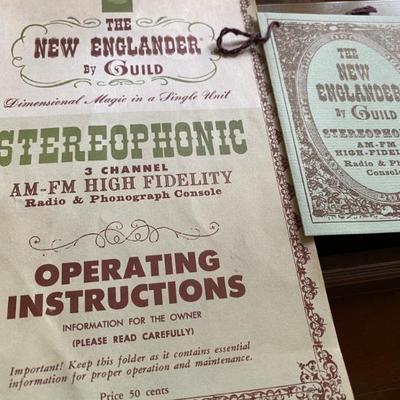 THE
NEW ENGLANDER®
BY GUILD
Dimensional Magic in a Single Unit
STEREOPHONIC
3 CHANNEL
AM-FM HIGH FIDELITY
Radio & Phonograph Console
OPERATING
INSTRUCTIONS
INFORMATION FOR THE OWNER
(PLEASE READ CAREFULLY)
Important! Keep this folder as it contains essential
information for proper operation and maintenance.
Price 50 cents
THE
NEW
ENGLANDER
BY GUILD
STEREOPHONIC
AM-FM
HIGH-FIDELITY
Radio & Phonograph
Console